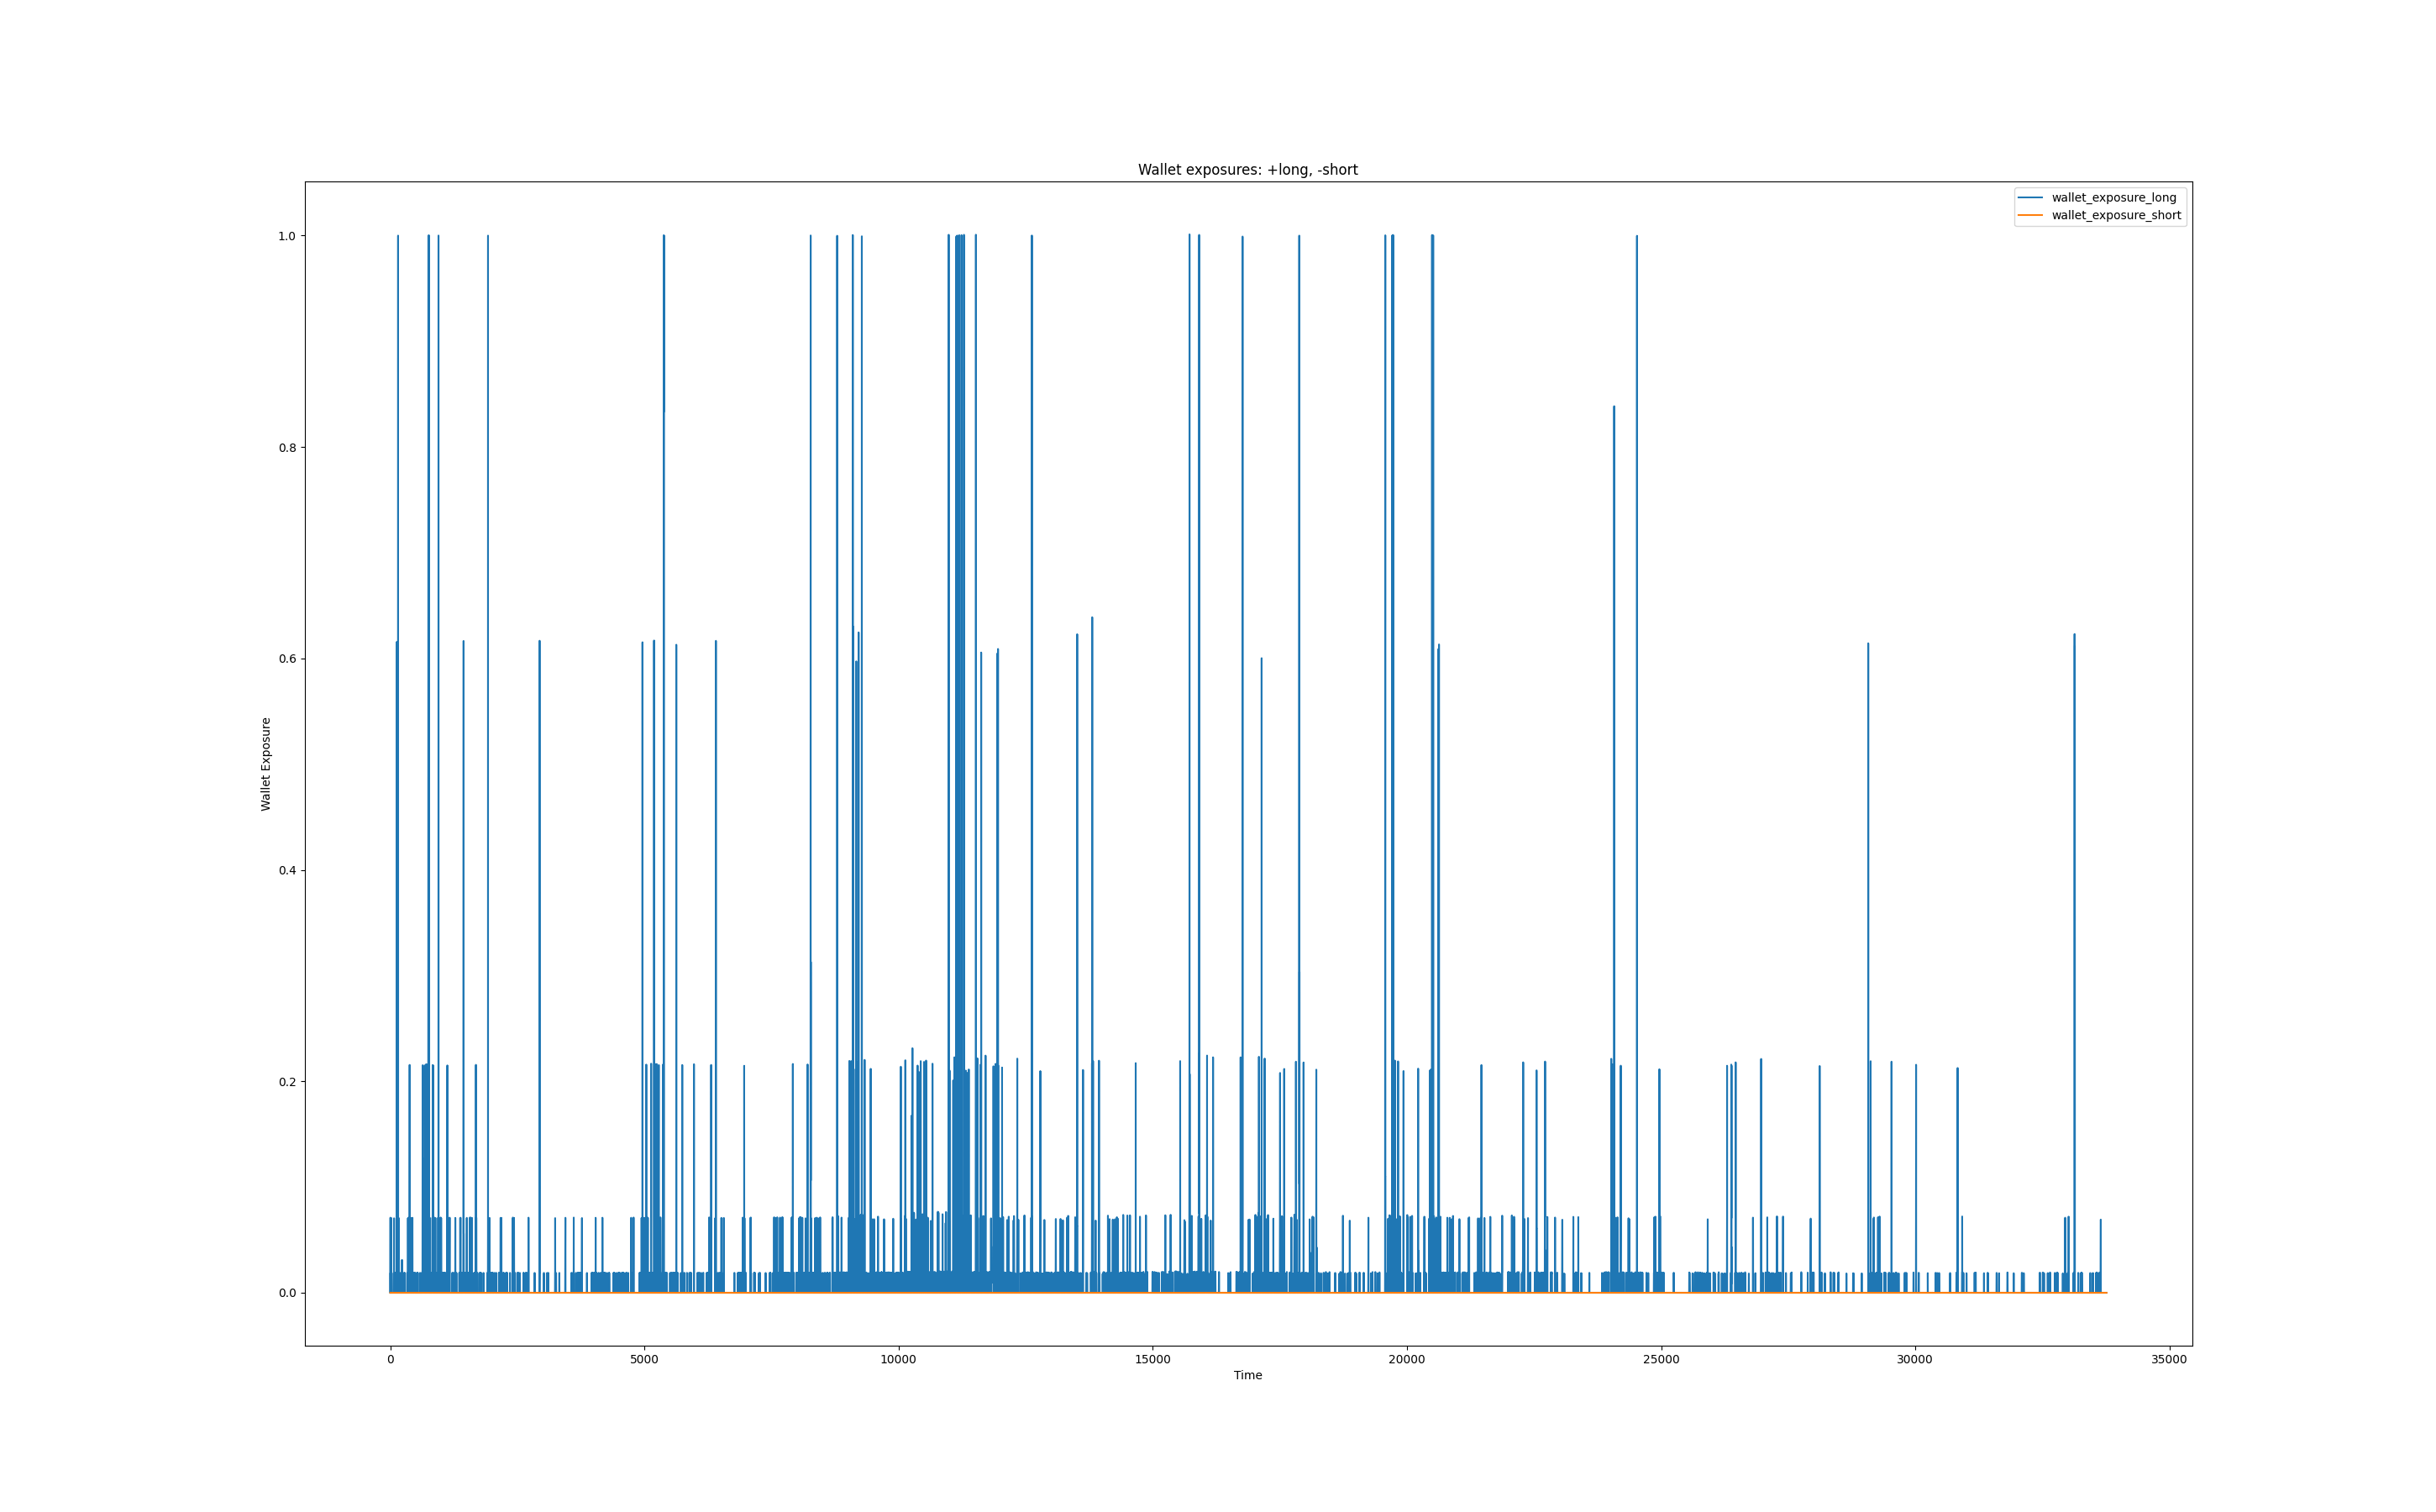 Wallet exposures: +long, -short
wallet_exposure_long
wallet_exposure_short
1.0
0.8
0.6
0.4
0.2
0.0
Wallet Exposure
0 5000 10000 15000 20000 25000 30000 35000
Time